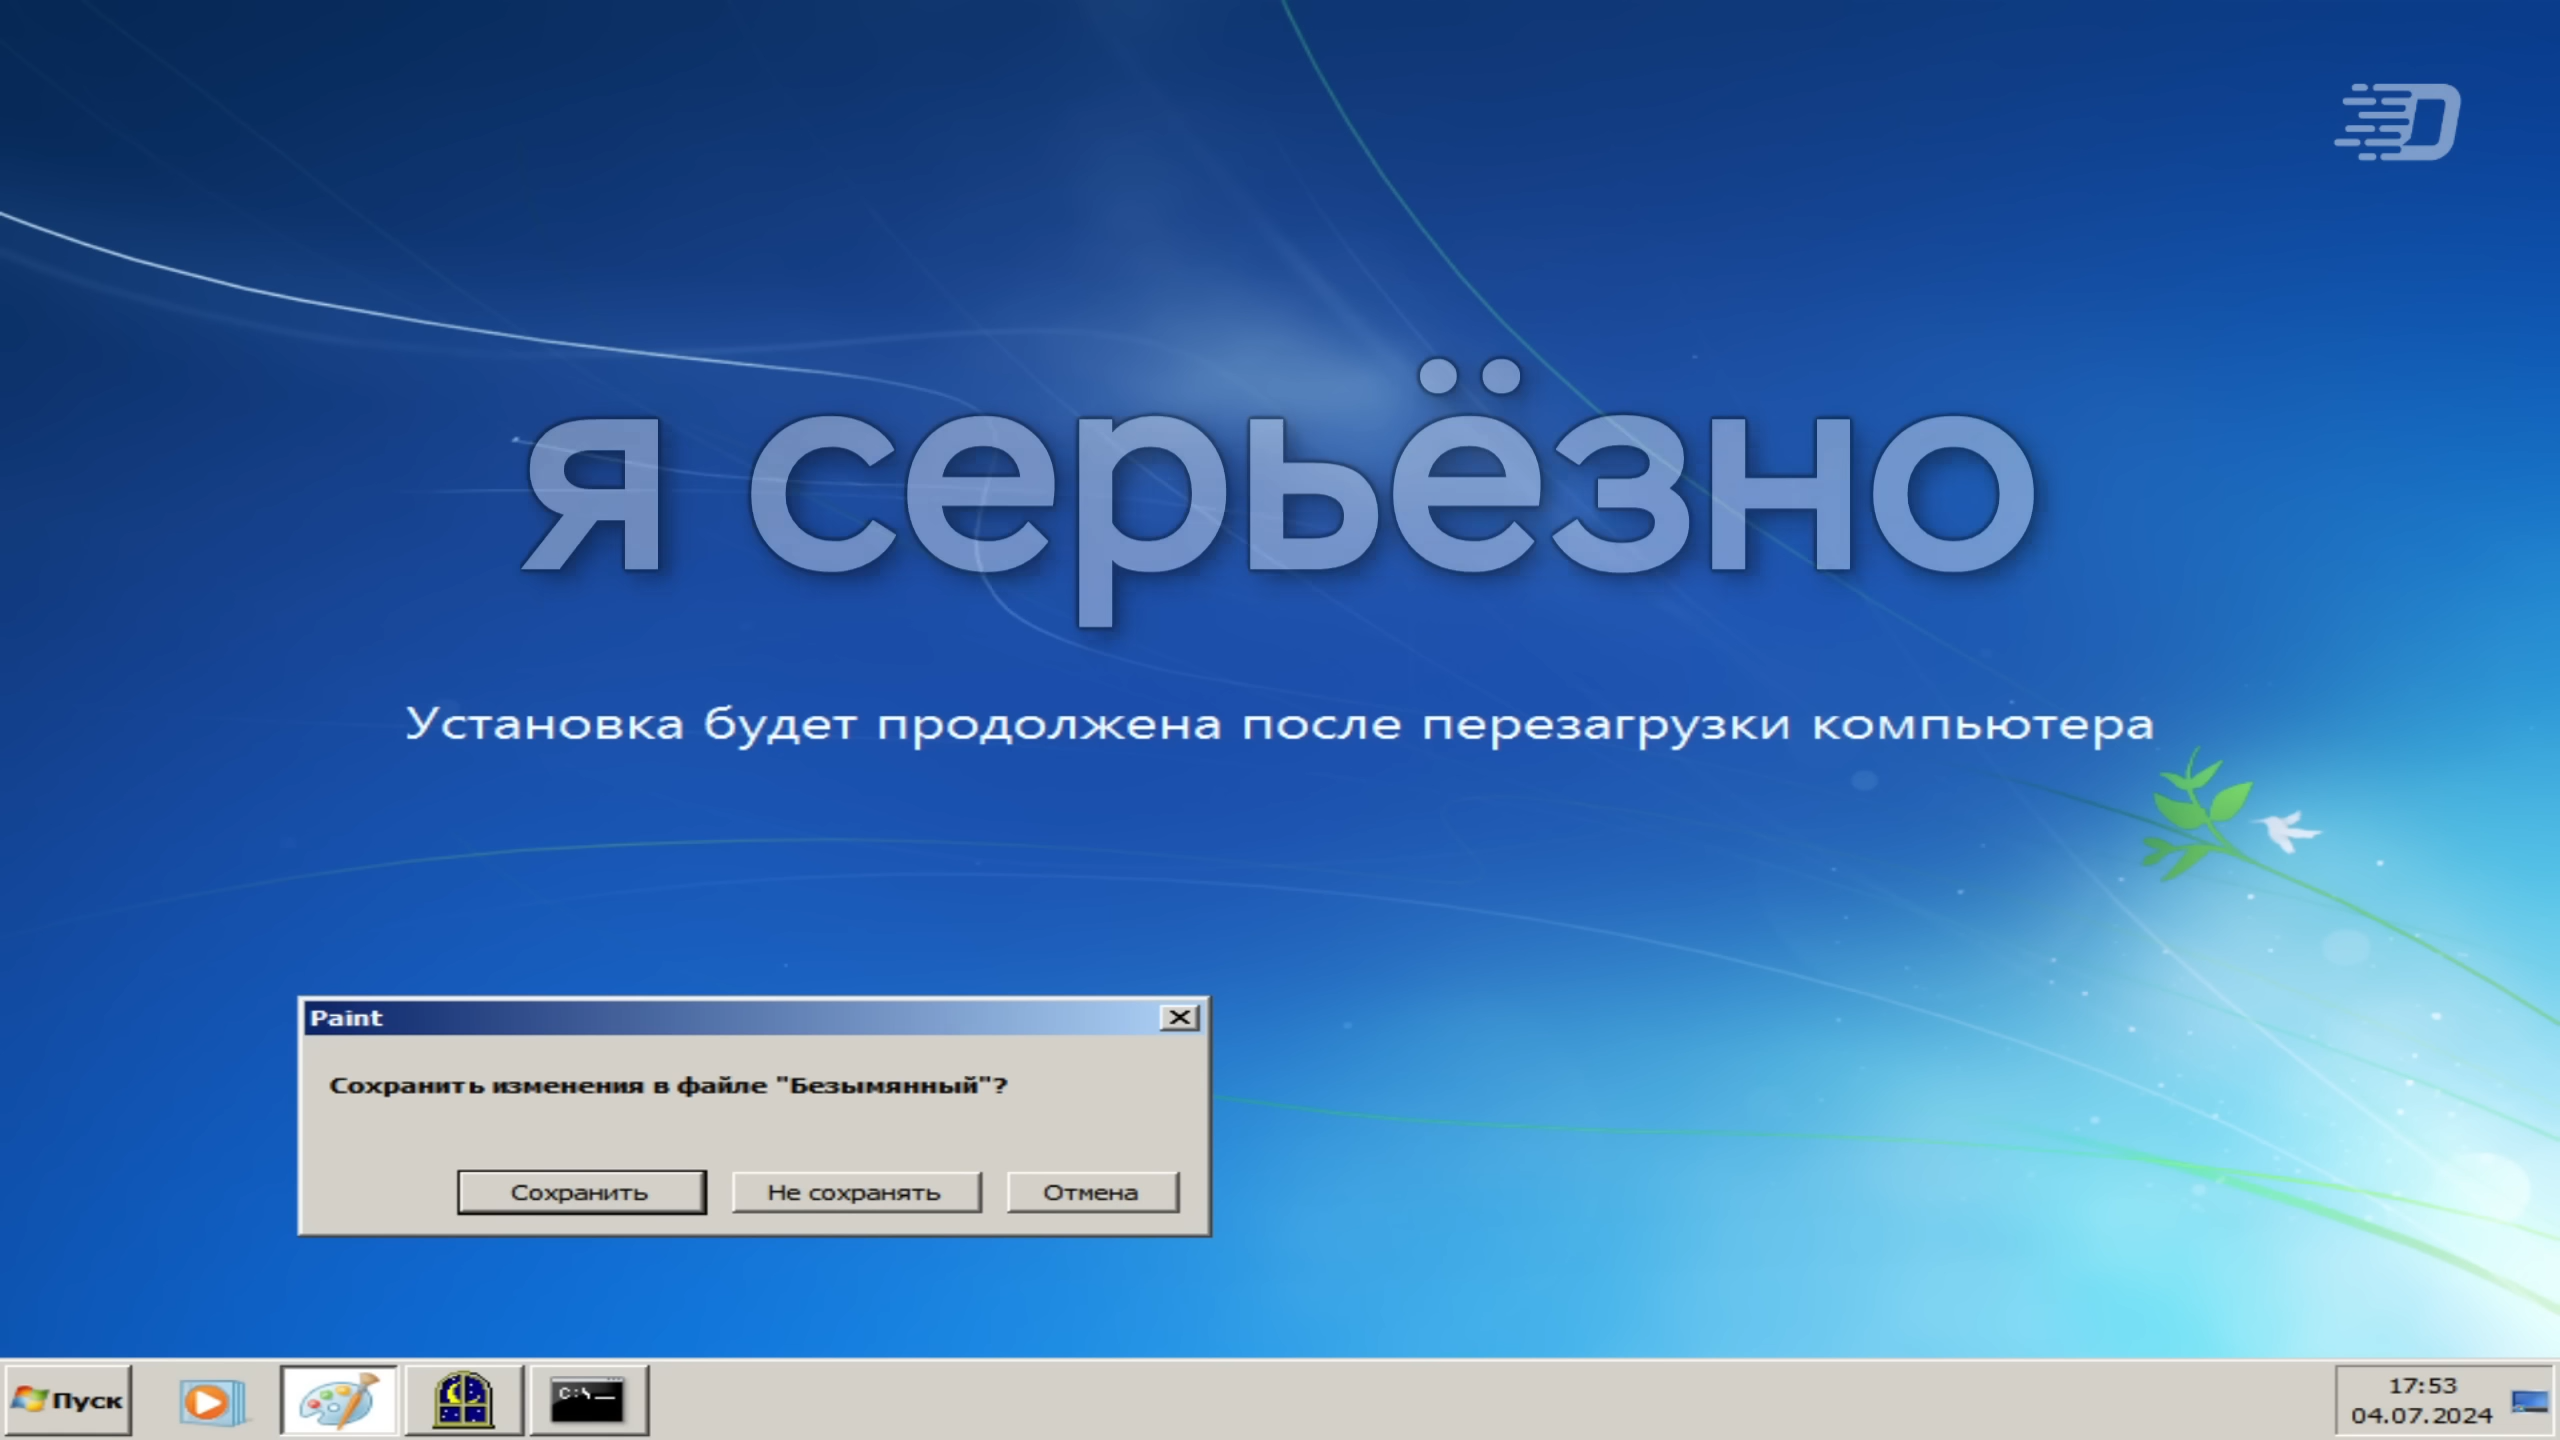 я серьёзно
Установка будет продолжена после перезагрузки компьютера
Paint
Сохранить изменения в файле "Безымянный"?
Сохранить
Не сохранять
Отмена
Пуск
C:\_
17:53
04.07.2024